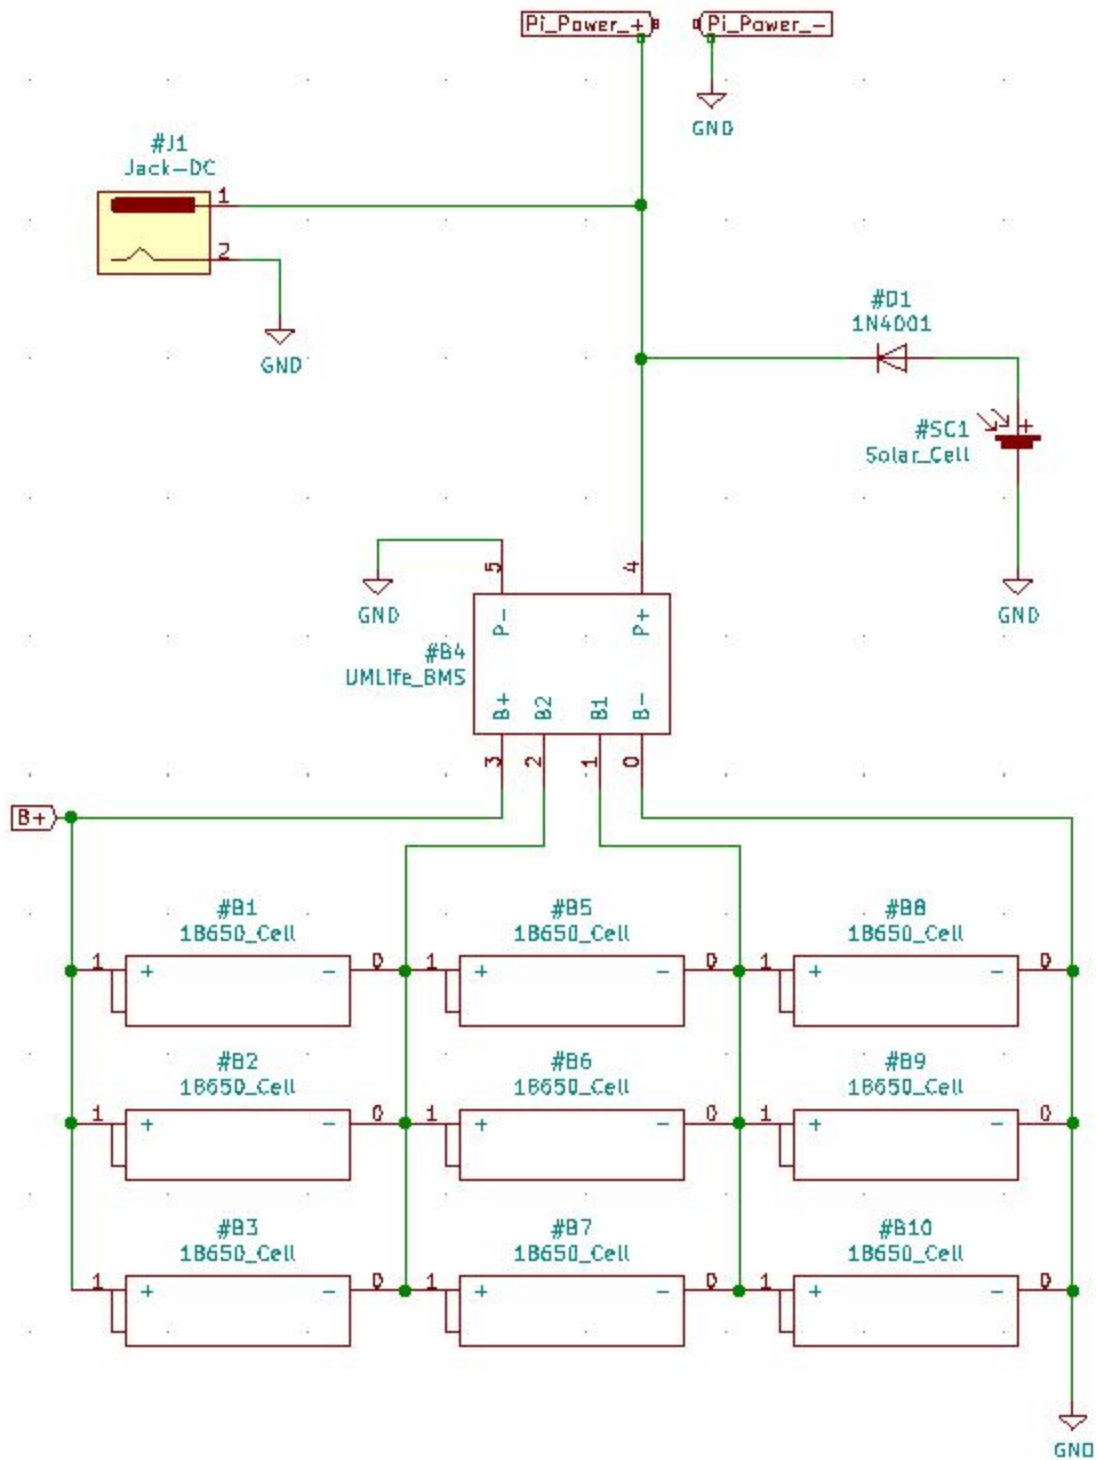 Pi_Power_+
Pi_Power_-
GND
#J1
Jack-DC
1
2
GND
#D1
1N4001
#SC1
Solar_Cell
+
GND
5
4
GND
P-
P+
#B4
UMLife_BMS
B+
B2
B1
B-
3
2
1
0
B+
#B1
18650_Cell
1
+
-
0
#B5
18650_Cell
1
+
-
0
#B8
18650_Cell
1
+
-
0
#B2
18650_Cell
1
+
-
0
#B6
18650_Cell
1
+
-
0
#B9
18650_Cell
1
+
-
0
#B3
18650_Cell
1
+
-
0
#B7
18650_Cell
1
+
-
0
#B10
18650_Cell
1
+
-
0
GND